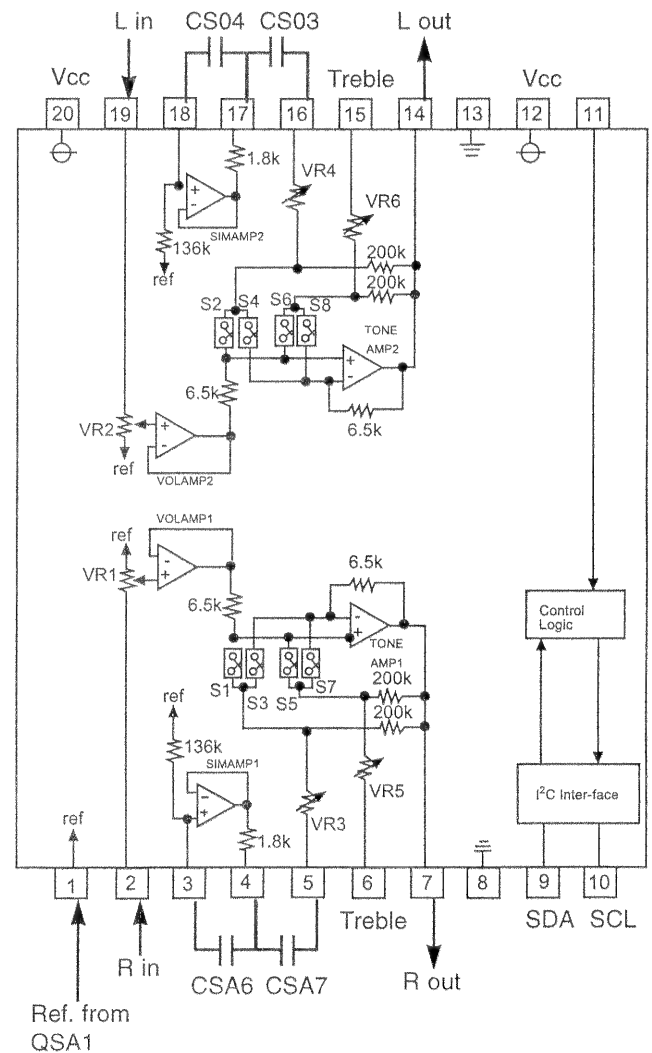 L in CS04 CS03 L out
Vcc Treble Vcc
20 19 18 17 16 15 14 13 12 11
1.8k
VR4
VR6
136k
SIMAMP2
ref
200k
200k
S2 S4 S6 S8
TONE
AMP2
6.5k
6.5k
VR2
ref
VOLAMP2
VOLAMP1
ref
VR1
6.5k
6.5k
Control
Logic
TONE
AMP1
S1 S3 S5 S7
200k
200k
ref
136k
SIMAMP1
VR5
VR3
I²C Inter-face
1.8k
ref
1 2 3 4 5 6 7 8 9 10
Treble SDA SCL
R in CSA6 CSA7 R out
Ref. from
QSA1